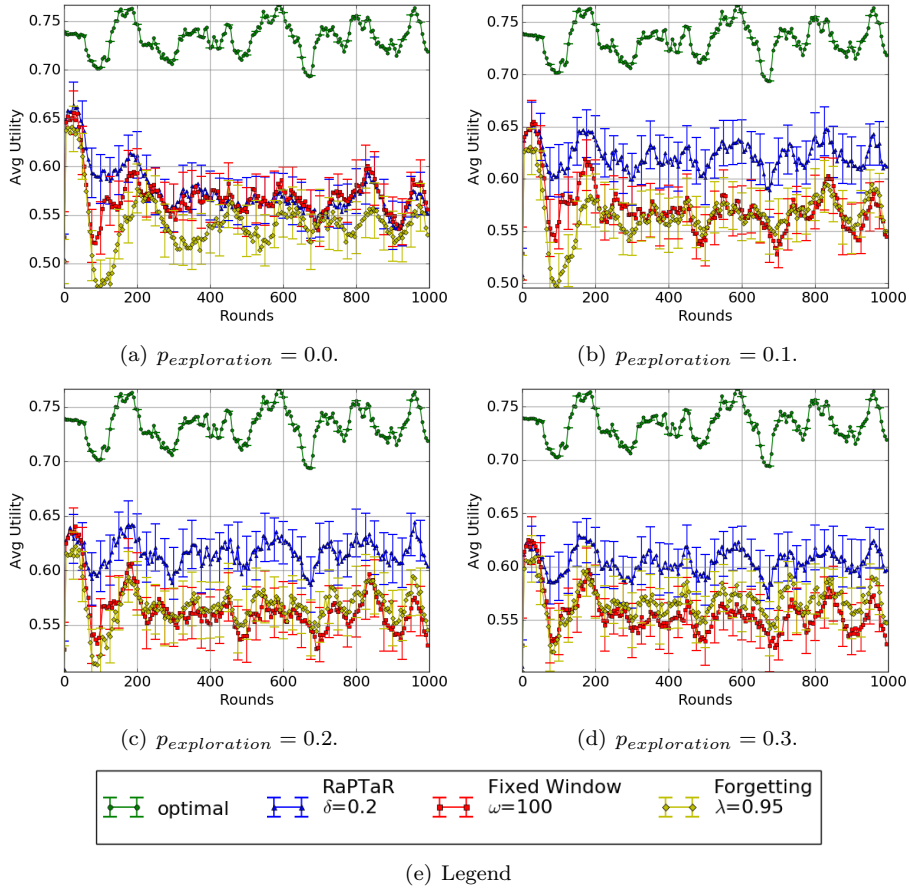 0.75
0.70
0.65
0.60
0.55
0.50
Avg Utility
0 200 400 600 800 1000
Rounds
(a) p_exploration = 0.0.
0.75
0.70
0.65
0.60
0.55
0.50
Avg Utility
0 200 400 600 800 1000
Rounds
(b) p_exploration = 0.1.
0.75
0.70
0.65
0.60
0.55
Avg Utility
0 200 400 600 800 1000
Rounds
(c) p_exploration = 0.2.
0.75
0.70
0.65
0.60
0.55
Avg Utility
0 200 400 600 800 1000
Rounds
(d) p_exploration = 0.3.
optimal
RaPTaR
δ=0.2
Fixed Window
ω=100
Forgetting
λ=0.95
(e) Legend